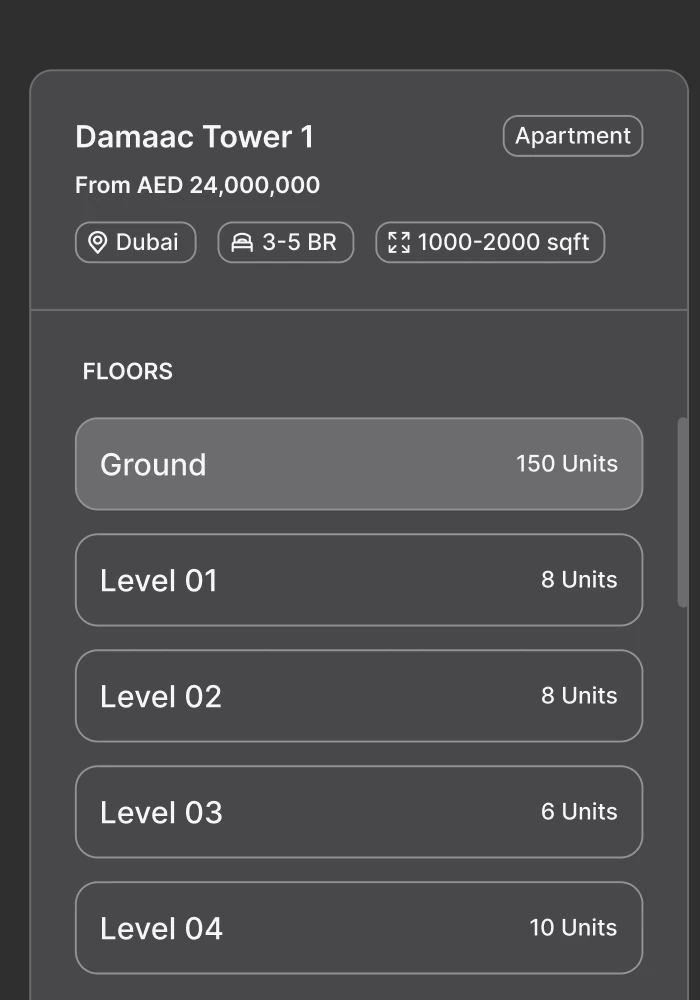 Damaac Tower 1
Apartment
From AED 24,000,000
Dubai
3-5 BR
1000-2000 sqft
FLOORS
Ground 150 Units
Level 01 8 Units
Level 02 8 Units
Level 03 6 Units
Level 04 10 Units